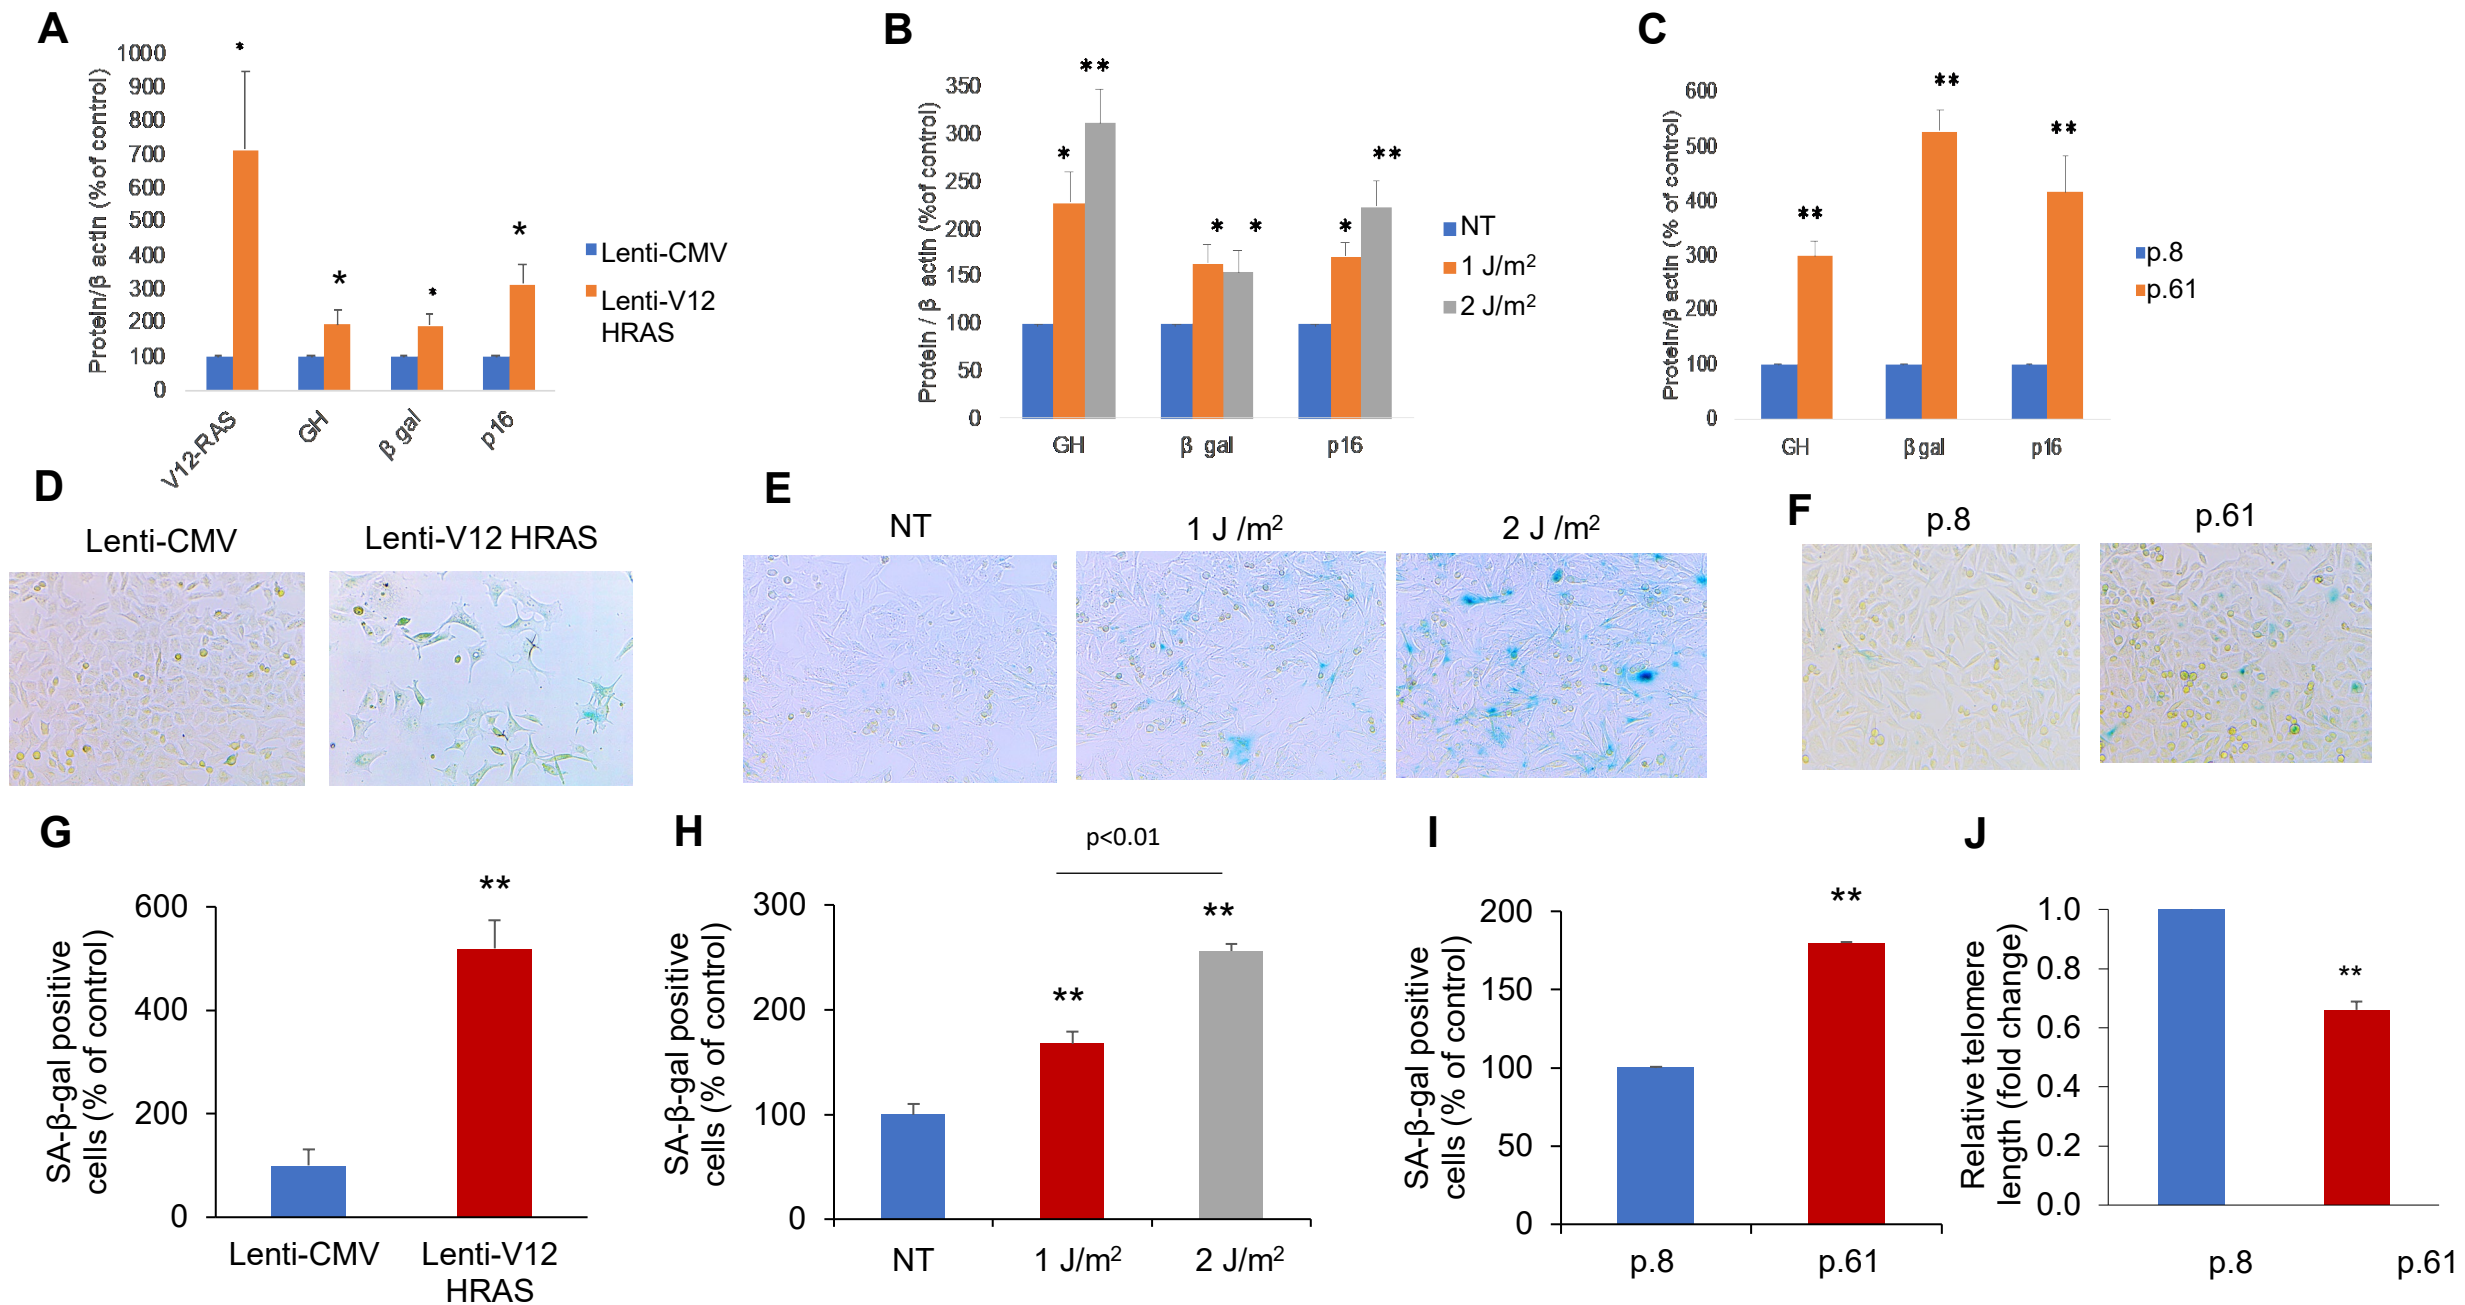 A
1000
900
800
700
600
500
400
300
200
100
0
Protein/β actin (%of control)
*
*
*
*
V12-RAS
GH
β gal
p16
Lenti-CMV
Lenti-V12
HRAS
B
350
300
250
200
150
100
50
0
Protein / β actin (%of control)
*
**
*
*
*
**
GH
β gal
p16
NT
1 J/m²
2 J/m²
C
600
500
400
300
200
100
0
Protein/β actin (% of control)
**
**
**
GH
β gal
p16
p.8
p.61
D
Lenti-CMV
Lenti-V12 HRAS
E
NT
1 J /m²
2 J /m²
F
p.8
p.61
G
600
400
200
0
SA-β-gal positive
cells (% of control)
**
Lenti-CMV
Lenti-V12
HRAS
H
p<0.01
300
200
100
0
SA-β-gal positive
cells (% of control)
**
**
NT
1 J/m²
2 J/m²
I
200
150
100
50
0
SA-β-gal positive
cells (% of control)
**
p.8
p.61
J
1.0
0.8
0.6
0.4
0.2
0.0
Relative telomere
length (fold change)
**
p.8
p.61